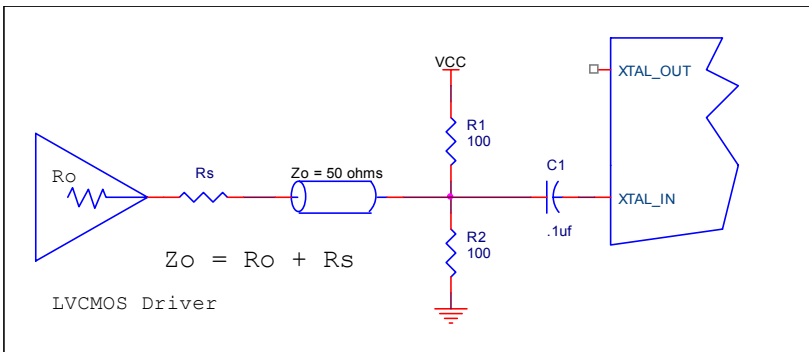 VCC
XTAL_OUT
R1
100
C1
Ro
Rs
Zo = 50 ohms
XTAL_IN
.1uf
R2
100
Zo = Ro + Rs
LVCMOS Driver